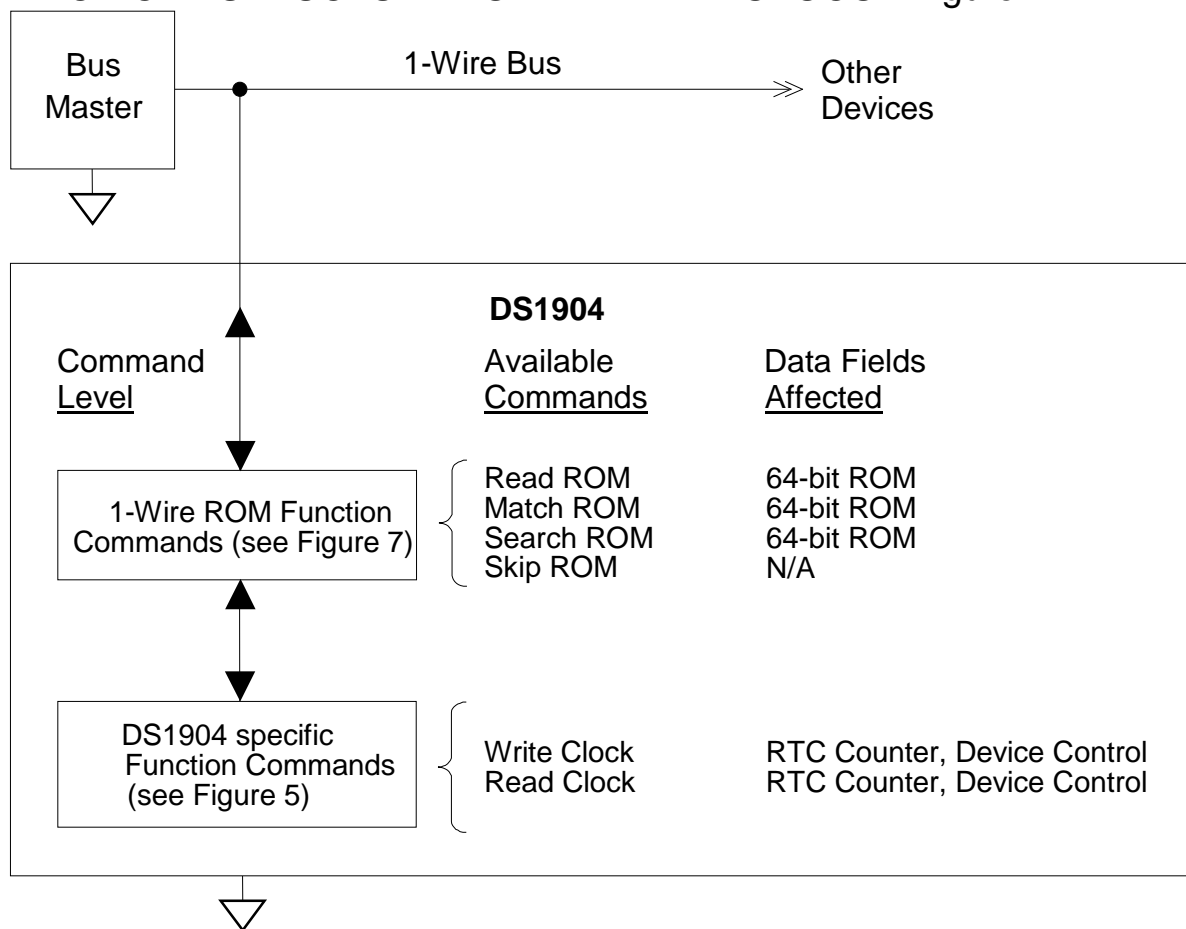 Bus
Master
1-Wire Bus
Other
Devices
DS1904
Command
Level
Available
Commands
Data Fields
Affected
1-Wire ROM Function
Commands (see Figure 7)
Read ROM 64-bit ROM
Match ROM 64-bit ROM
Search ROM 64-bit ROM
Skip ROM N/A
DS1904 specific
Function Commands
(see Figure 5)
Write Clock RTC Counter, Device Control
Read Clock RTC Counter, Device Control